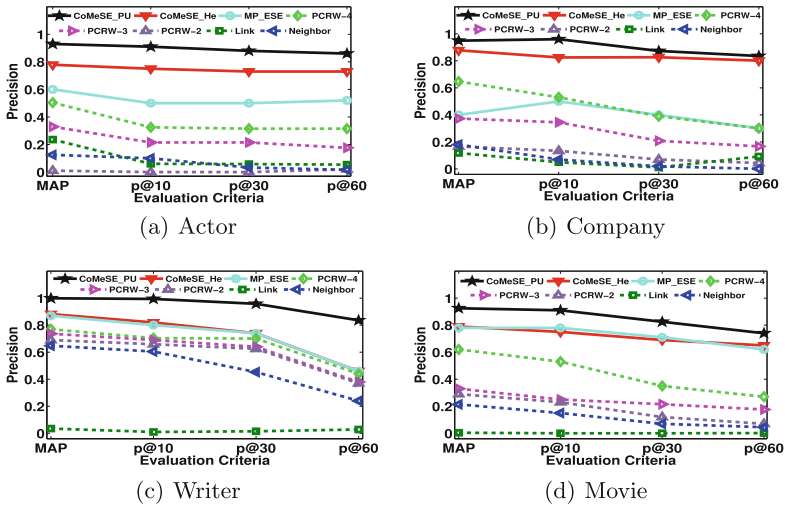 CoMeSE_PU CoMeSE_He MP_ESE PCRW-4
PCRW-3 PCRW-2 Link Neighbor
Precision
1
0.8
0.6
0.4
0.2
0
MAP p@10 p@30 p@60
Evaluation Criteria
(a) Actor
CoMeSE_PU CoMeSE_He MP_ESE PCRW-4
PCRW-3 PCRW-2 Link Neighbor
Precision
1
0.8
0.6
0.4
0.2
0
MAP p@10 p@30 p@60
Evaluation Criteria
(b) Company
CoMeSE_PU CoMeSE_He MP_ESE PCRW-4
PCRW-3 PCRW-2 Link Neighbor
Precision
1
0.8
0.6
0.4
0.2
0
MAP p@10 p@30 p@60
Evaluation Criteria
(c) Writer
CoMeSE_PU CoMeSE_He MP_ESE PCRW-4
PCRW-3 PCRW-2 Link Neighbor
Precision
1
0.8
0.6
0.4
0.2
0
MAP p@10 p@30 p@60
Evaluation Criteria
(d) Movie